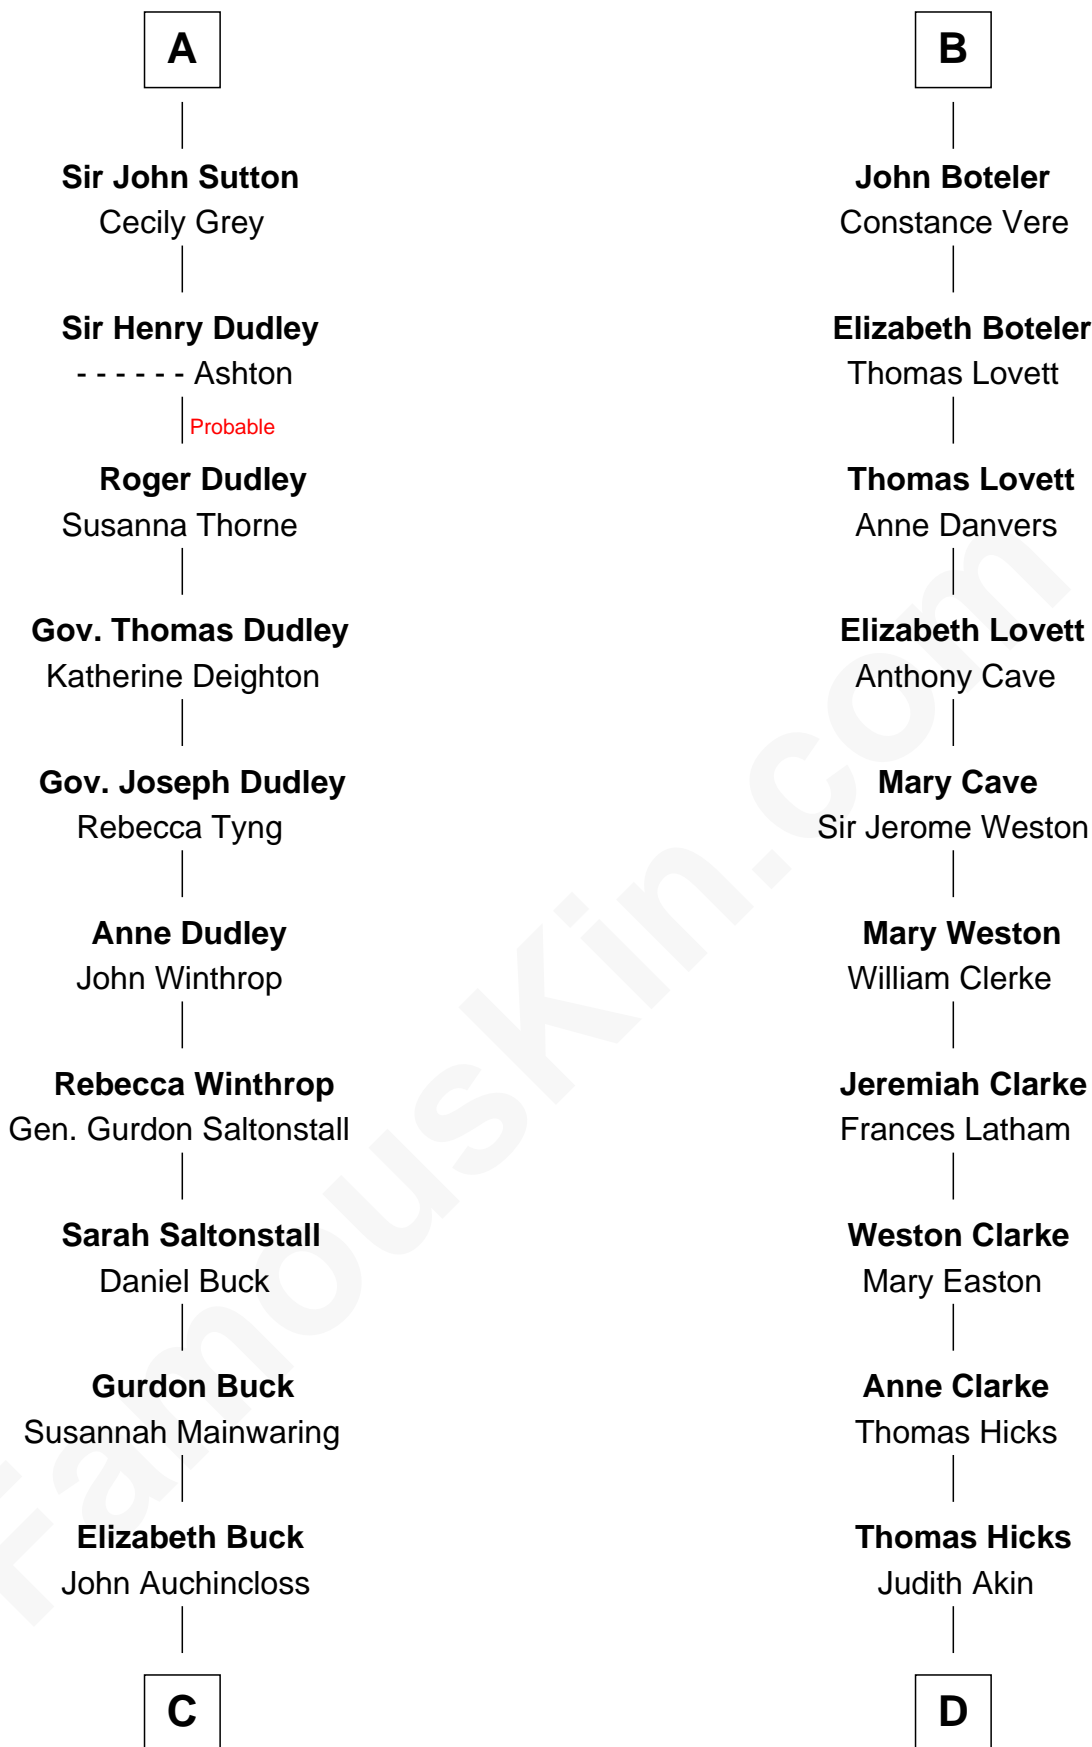 A
Sir John Sutton
Cecily Grey
Sir Henry Dudley
- - - - - - Ashton
Probable
Roger Dudley
Susanna Thorne
Gov. Thomas Dudley
Katherine Deighton
Gov. Joseph Dudley
Rebecca Tyng
Anne Dudley
John Winthrop
Rebecca Winthrop
Gen. Gurdon Saltonstall
Sarah Saltonstall
Daniel Buck
Gurdon Buck
Susannah Mainwaring
Elizabeth Buck
John Auchincloss
C
B
John Boteler
Constance Vere
Elizabeth Boteler
Thomas Lovett
Thomas Lovett
Anne Danvers
Elizabeth Lovett
Anthony Cave
Mary Cave
Sir Jerome Weston
Mary Weston
William Clerke
Jeremiah Clarke
Frances Latham
Weston Clarke
Mary Easton
Anne Clarke
Thomas Hicks
Thomas Hicks
Judith Akin
D
FamousKin.com